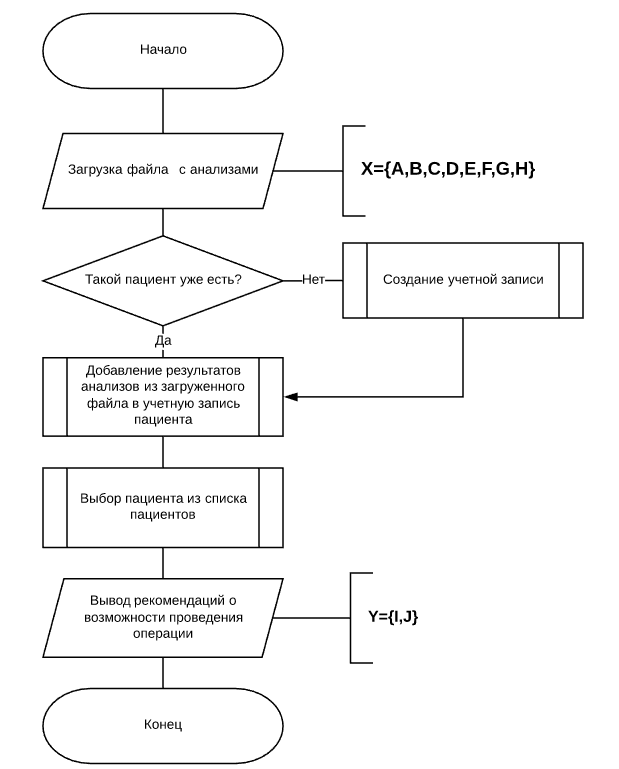 Начало
Загрузка файла с анализами
X={A,B,C,D,E,F,G,H}
Такой пациент уже есть?
Нет
Создание учетной записи
Да
Добавление результатов
анализов из загруженного
файла в учетную запись
пациента
Выбор пациента из списка
пациентов
Вывод рекомендаций о
возможности проведения
операции
Y={I,J}
Конец